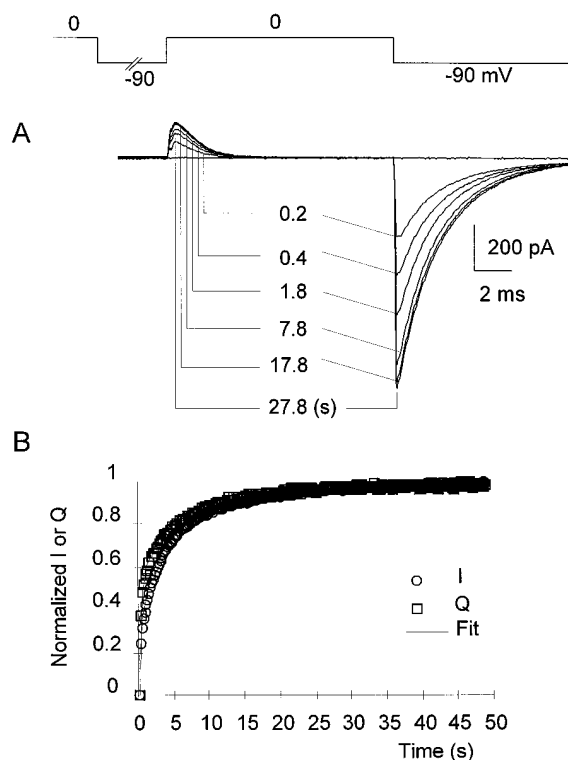 0
0
-90
-90 mV
A
0.2
0.4
1.8
7.8
17.8
27.8 (s)
200 pA
2 ms
B
Normalized I or Q
1
0.8
0.6
0.4
0.2
0
I
Q
Fit
0 5 10 15 20 25 30 35 40 45 50
Time (s)